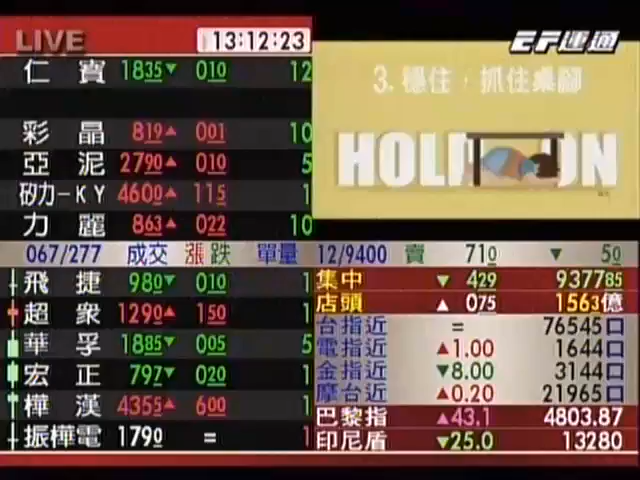 LIVE 13:12:23
EF運通
仁寶 1835▼ 010 12
彩晶 819▲ 001 10
亞泥 2790▲ 010 5
矽力-KY 4600▲ 115 1
力麗 863▲ 022 10
3. 穩住，抓住桌腳
HOLD ON
067/277 成交 漲跌 單量 12/9400 賣 710 ▼ 50
飛捷 980▼ 010 1
超眾 1290▲ 150 1
華孚 1885▼ 005 5
宏正 797▼ 020 1
樺漢 4355▲ 600 1
振樺電 1790 = 1
集中 ▼ 429 937785
店頭 ▲ 075 1563億
台指近 = 76545口
電指近 ▲1.00 1644口
金指近 ▼8.00 3144口
摩台近 ▲0.20 21965口
巴黎指 ▲43.1 4803.87
印尼盾 ▼25.0 13280